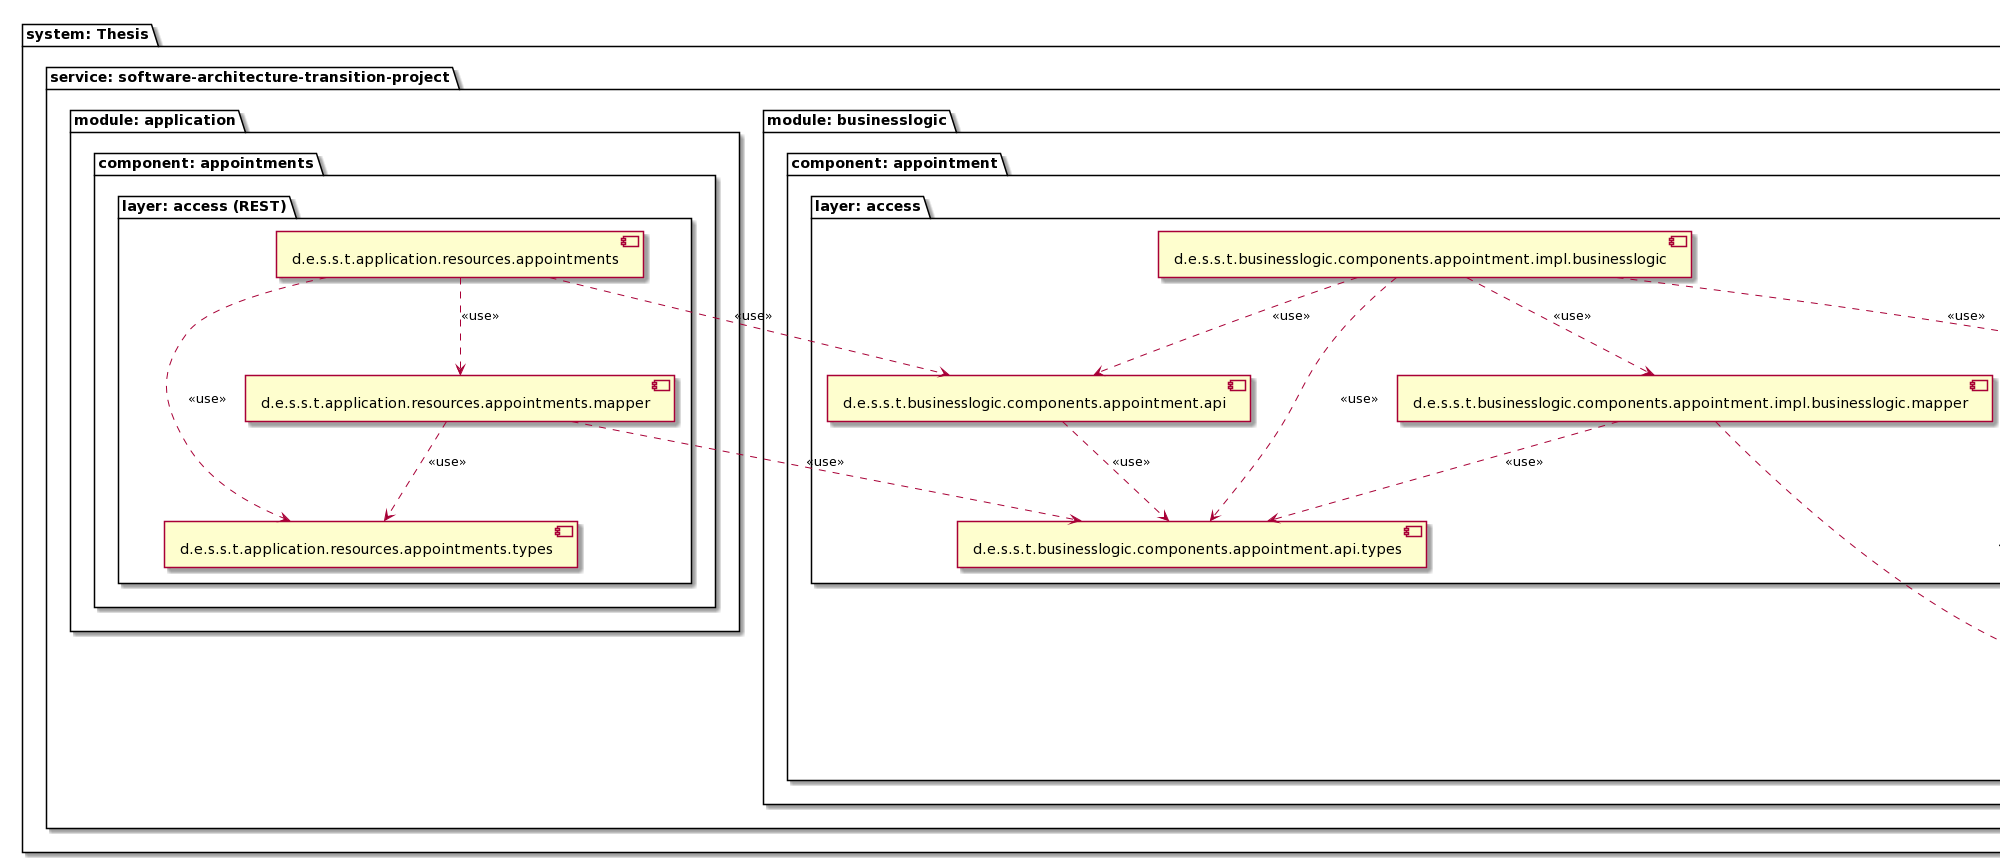 system: Thesis
service: software-architecture-transition-project
module: application
module: businesslogic
component: appointments
component: appointment
layer: access (REST)
layer: access
d.e.s.s.t.application.resources.appointments
d.e.s.s.t.businesslogic.components.appointment.impl.businesslogic
«use»
«use»
«use»
«use»
«use»
d.e.s.s.t.application.resources.appointments.mapper
d.e.s.s.t.businesslogic.components.appointment.api
d.e.s.s.t.businesslogic.components.appointment.impl.businesslogic.mapper
«use»
«use»
«use»
«use»
«use»
«use»
d.e.s.s.t.application.resources.appointments.types
d.e.s.s.t.businesslogic.components.appointment.api.types